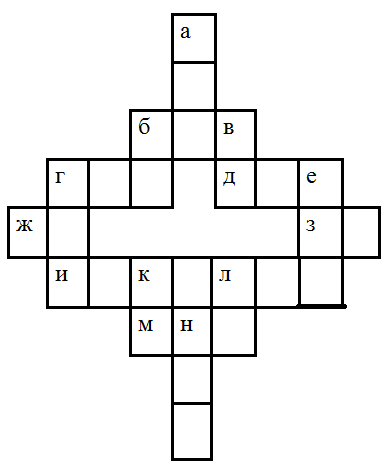 а
б в
г д е
ж з
и к л
м н